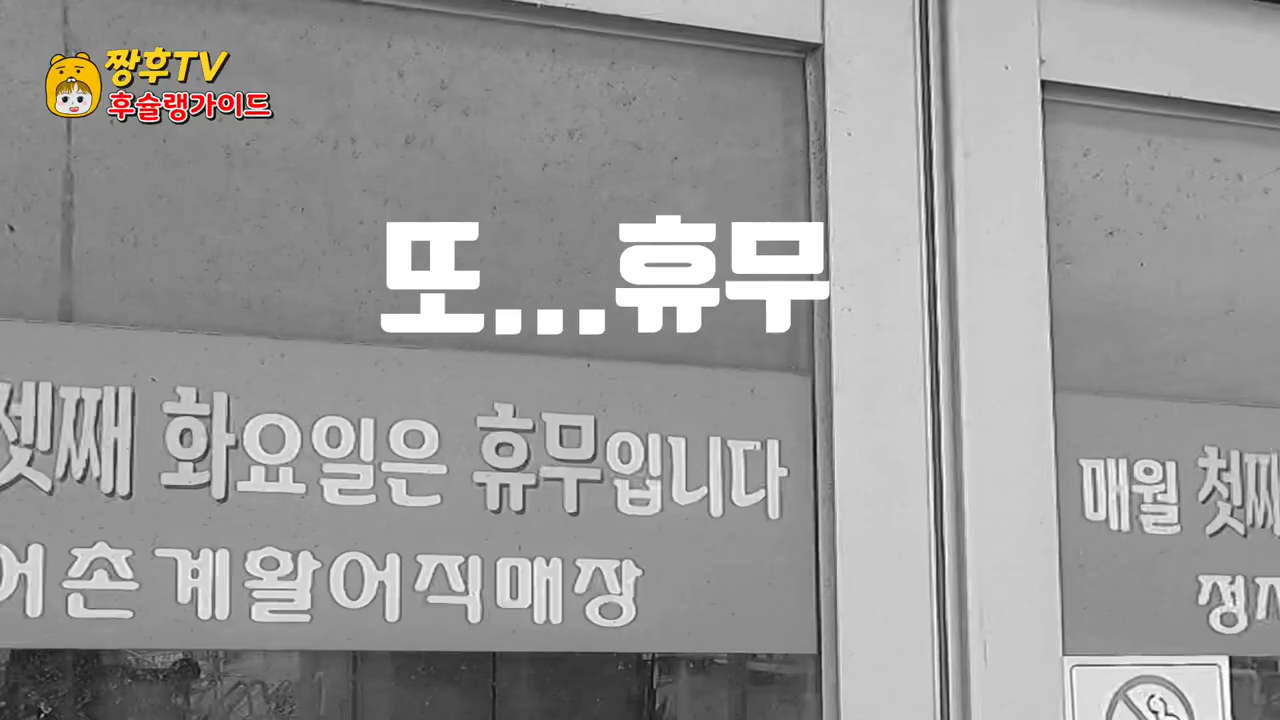 짱후TV
후슐랭가이드
또...휴무
셋째 화요일은 휴무입니다
어촌계활어직매장
매월 첫째